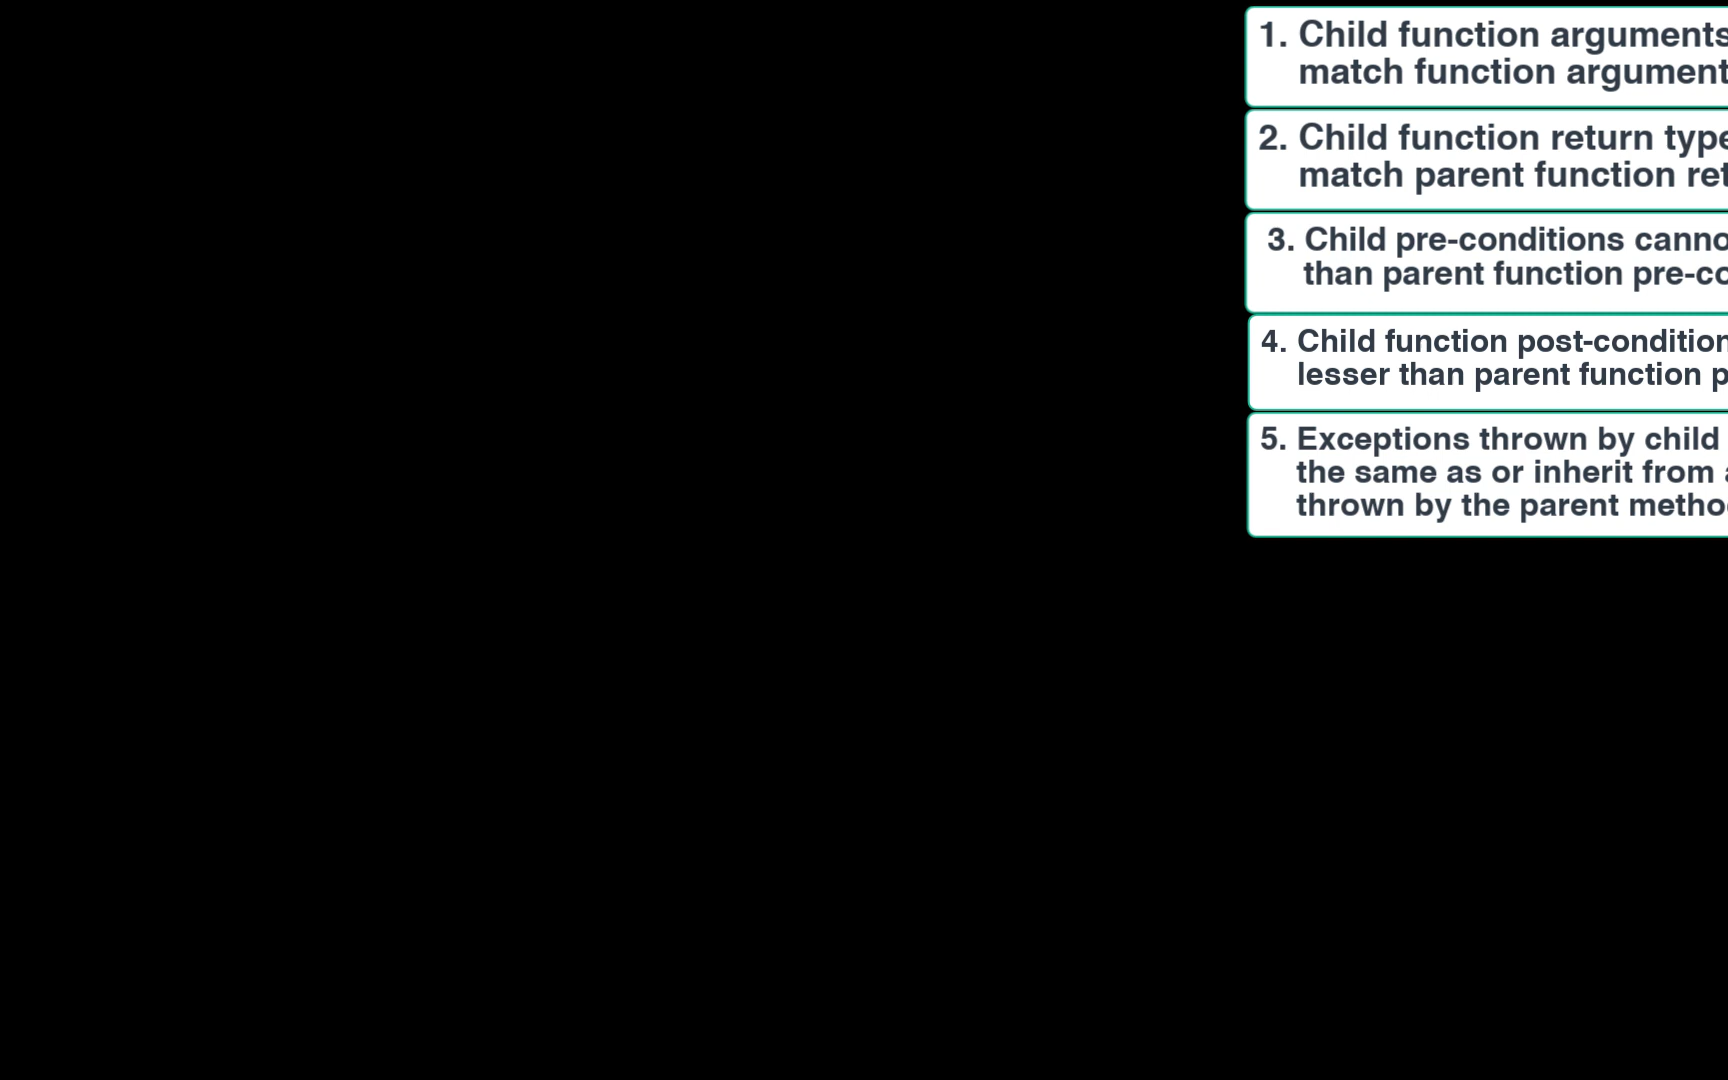 1. Child function arguments
match function argument
2. Child function return type
match parent function ret
3. Child pre-conditions canno
than parent function pre-co
4. Child function post-condition
lesser than parent function p
5. Exceptions thrown by child
the same as or inherit from a
thrown by the parent metho